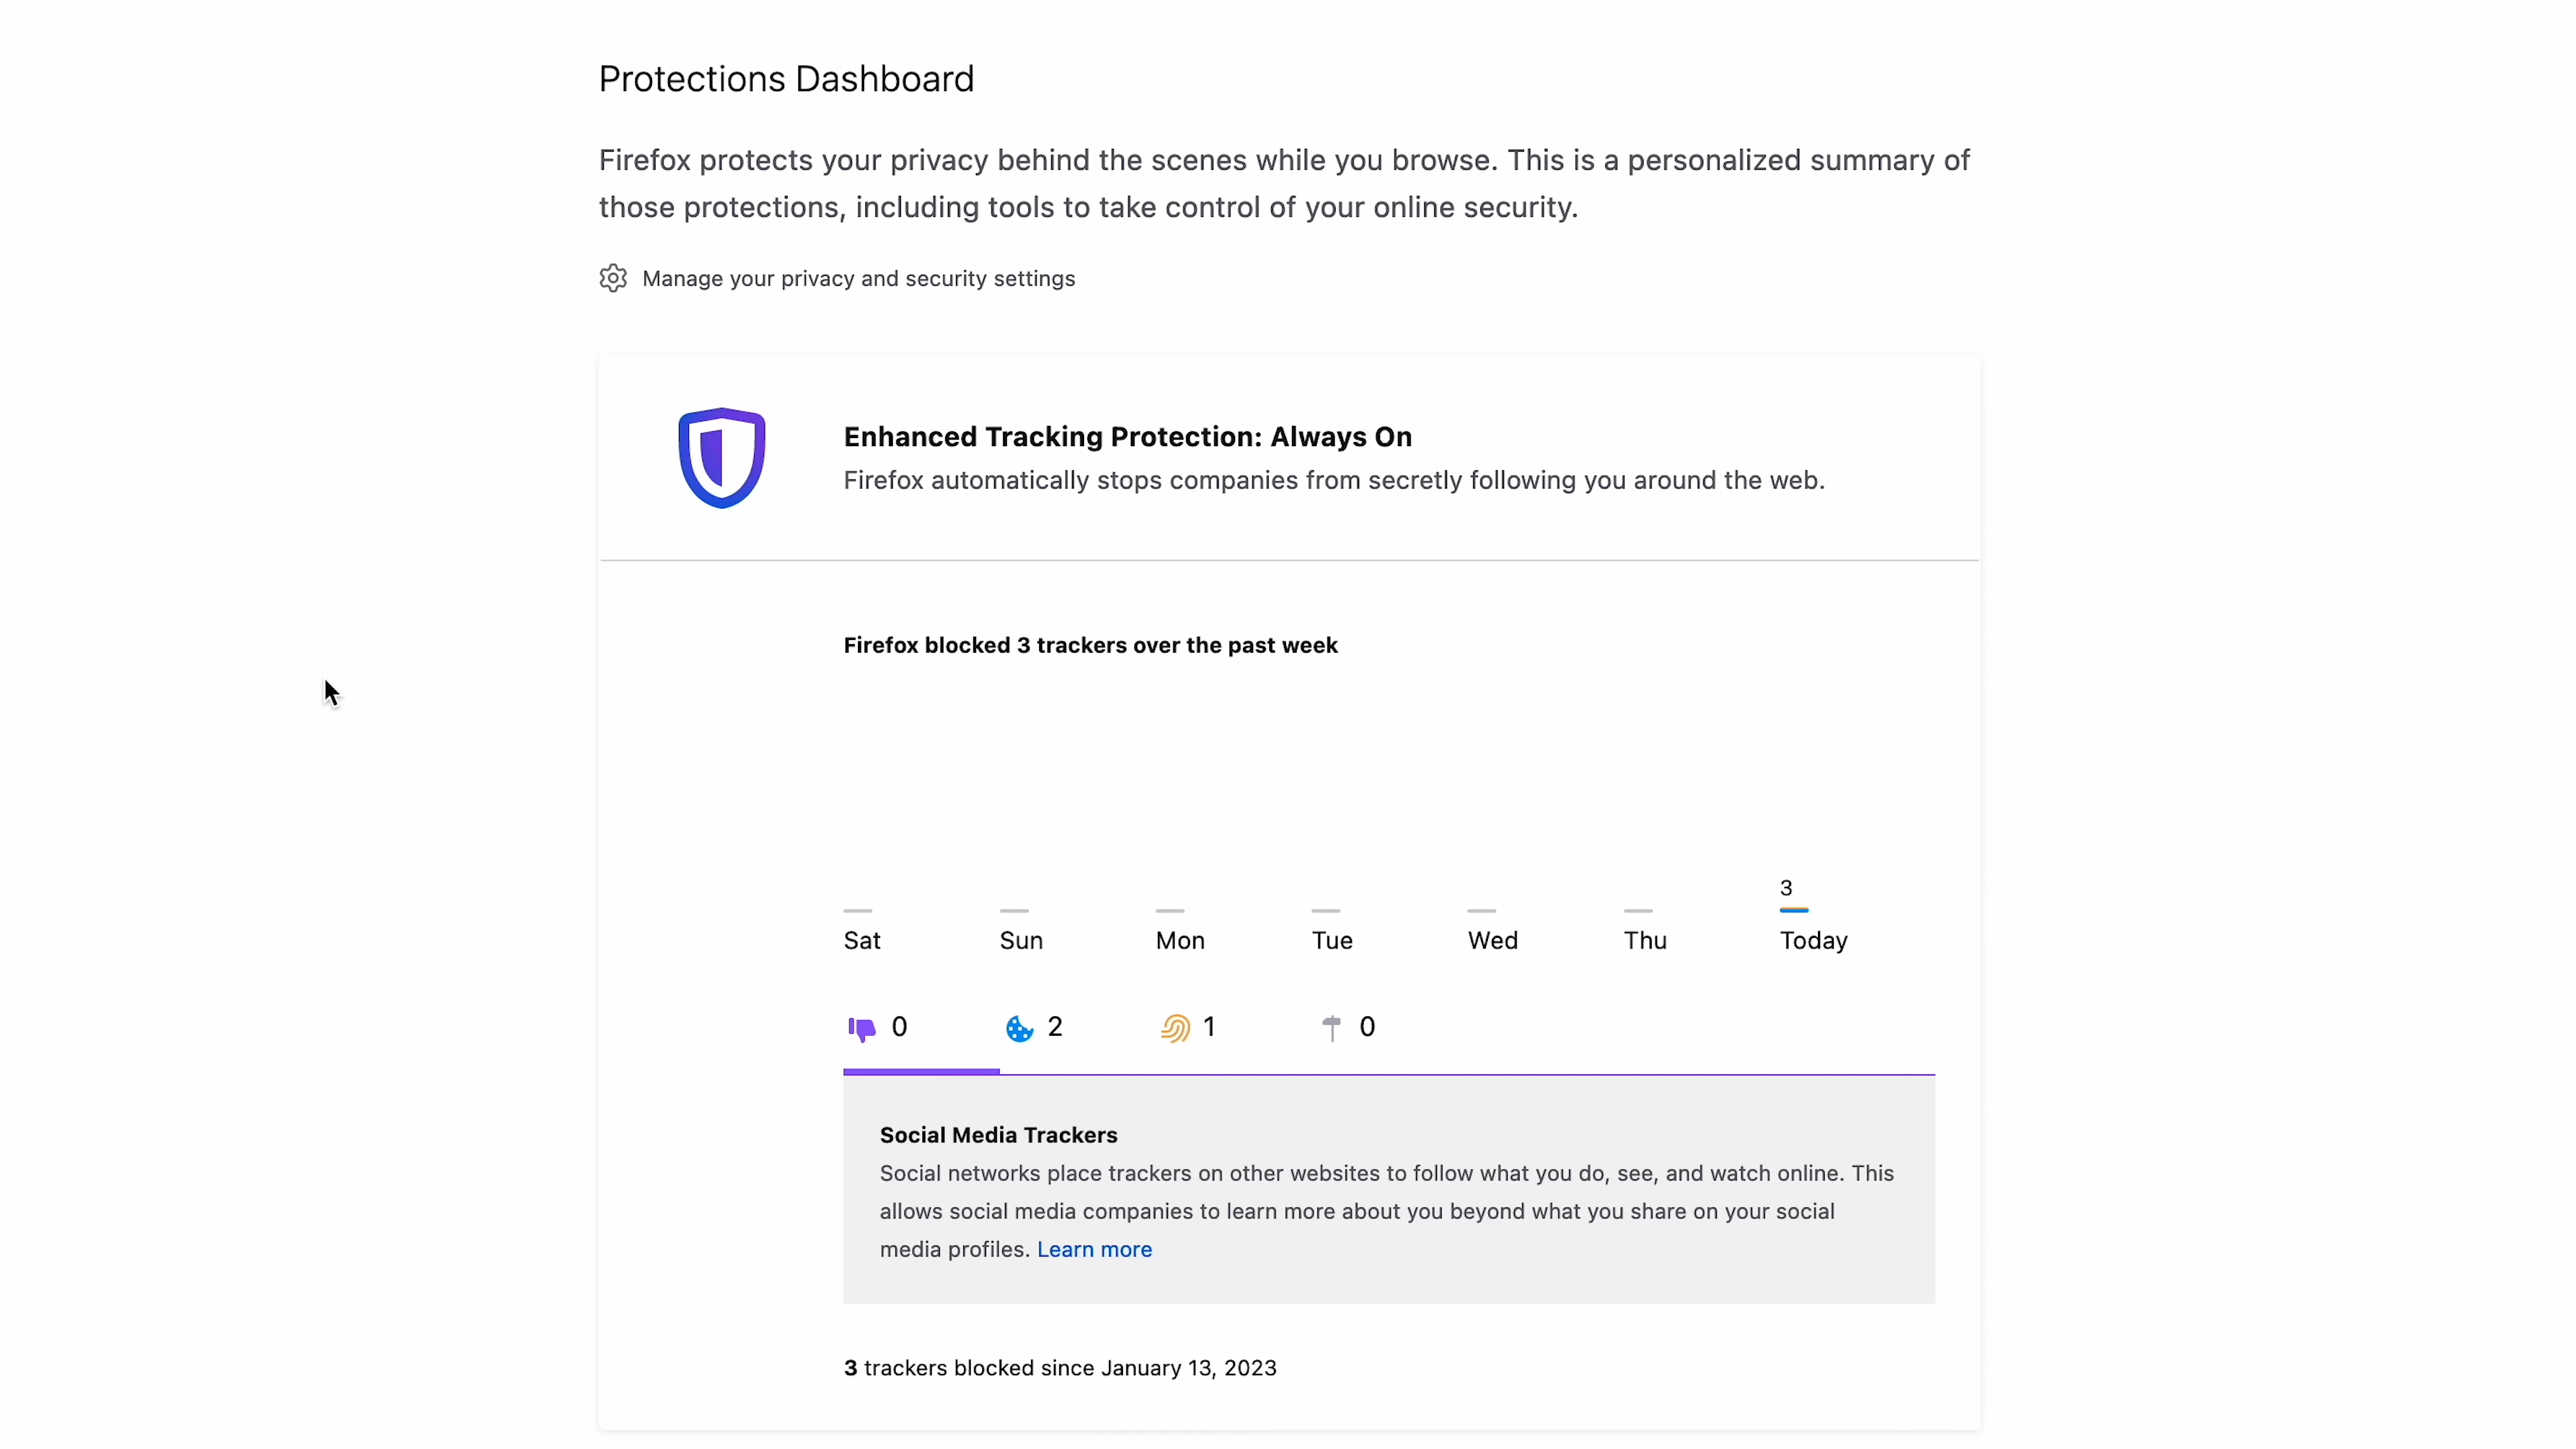 Protections Dashboard
Firefox protects your privacy behind the scenes while you browse. This is a personalized summary of
those protections, including tools to take control of your online security.
Manage your privacy and security settings
Enhanced Tracking Protection: Always On
Firefox automatically stops companies from secretly following you around the web.
Firefox blocked 3 trackers over the past week
3
Sat Sun Mon Tue Wed Thu Today
0 2 1 0
Social Media Trackers
Social networks place trackers on other websites to follow what you do, see, and watch online. This
allows social media companies to learn more about you beyond what you share on your social
media profiles. Learn more
3 trackers blocked since January 13, 2023